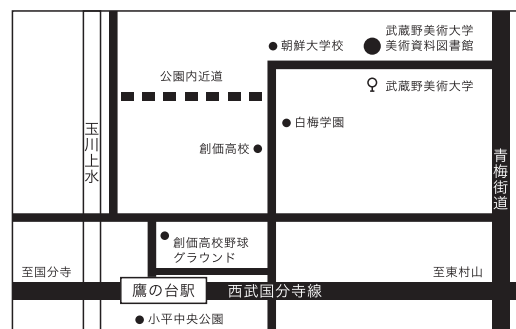 武蔵野美術大学
美術資料図書館
朝鮮大学校
公園内近道
武蔵野美術大学
白梅学園
玉川上水
創価高校
青梅街道
創価高校野球
グラウンド
至国分寺
至東村山
鷹の台駅
西武国分寺線
小平中央公園